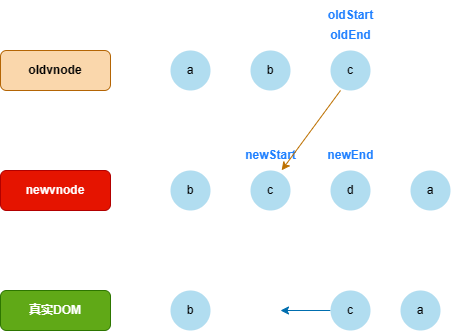 oldStart
oldEnd
oldvnode a b c
newStart newEnd
newvnode b c d a
真实DOM b c a